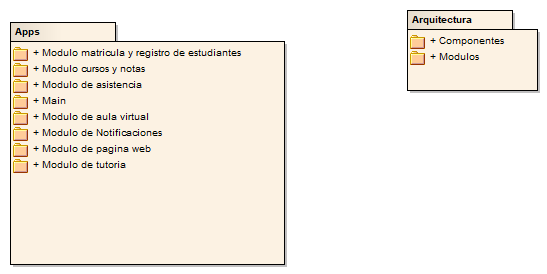 Apps
+ Modulo matricula y registro de estudiantes
+ Modulo cursos y notas
+ Modulo de asistencia
+ Main
+ Modulo de aula virtual
+ Modulo de Notificaciones
+ Modulo de pagina web
+ Modulo de tutoria
Arquitectura
+ Componentes
+ Modulos